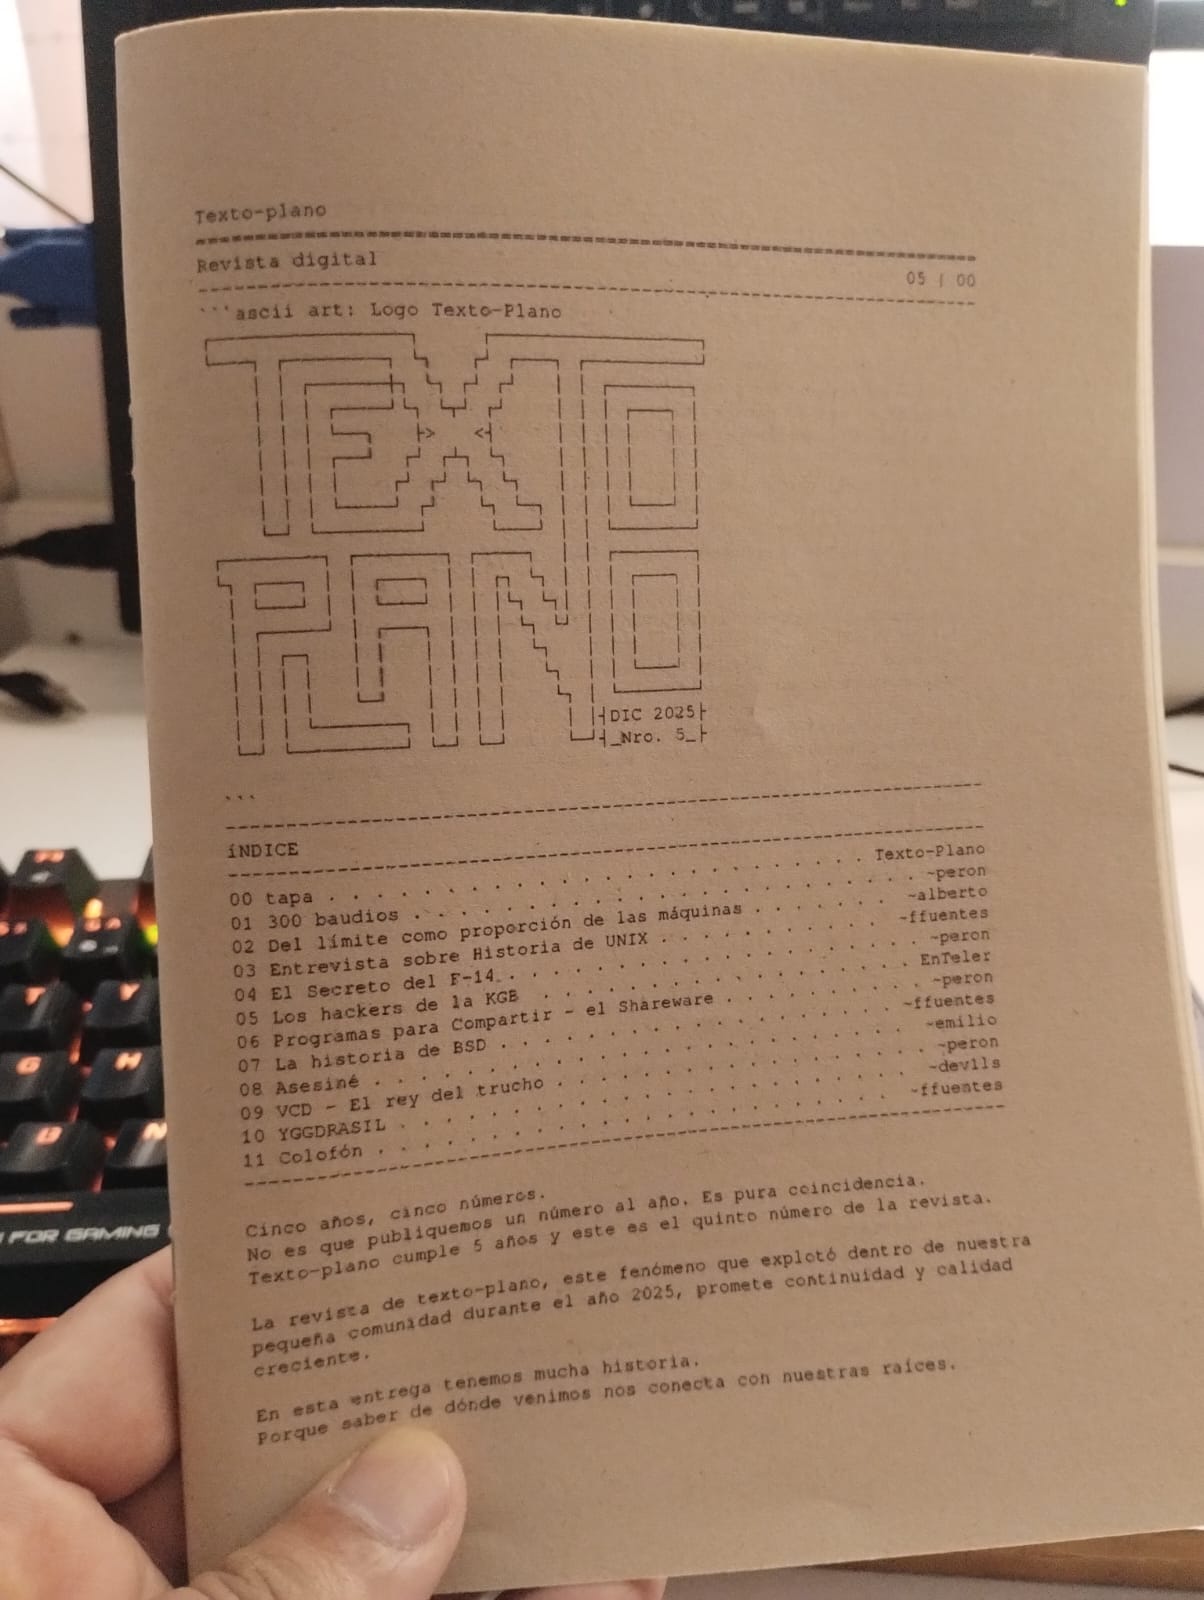 Texto-plano
Revista digital
05 / 00
```ascii art: Logo Texto-Plano
TEXTO
PLANO
DIC 2025
_Nro. 5_
```
íNDICE
00 tapa . . . . . . . . . . . . . . . . . . . . . . . Texto-Plano
01 300 baudios . . . . . . . . . . . . . . . . . . . . . . ~peron
02 Del límite como proporción de las máquinas . . . . . . ~alberto
03 Entrevista sobre Historia de UNIX . . . . . . . . . . ~ffuentes
04 El Secreto del F-14 . . . . . . . . . . . . . . . . . . ~peron
05 Los hackers de la KGB . . . . . . . . . . . . . . . . . EnTeler
06 Programas para Compartir - el Shareware . . . . . . . . ~peron
07 La historia de BSD . . . . . . . . . . . . . . . . . ~ffuentes
08 Asesiné . . . . . . . . . . . . . . . . . . . . . . . ~emilio
09 VCD - El rey del trucho . . . . . . . . . . . . . . . . ~peron
10 YGGDRASIL . . . . . . . . . . . . . . . . . . . . . . ~dev1ls
11 Colofón . . . . . . . . . . . . . . . . . . . . . . ~ffuentes
Cinco años, cinco números.
No es que publiquemos un número al año. Es pura coincidencia.
Texto-plano cumple 5 años y este es el quinto número de la revista.
La revista de texto-plano, este fenómeno que explotó dentro de nuestra
pequeña comunidad durante el año 2025, promete continuidad y calidad
creciente.
En esta entrega tenemos mucha historia.
Porque saber de dónde venimos nos conecta con nuestras raíces.
FOR GAMING